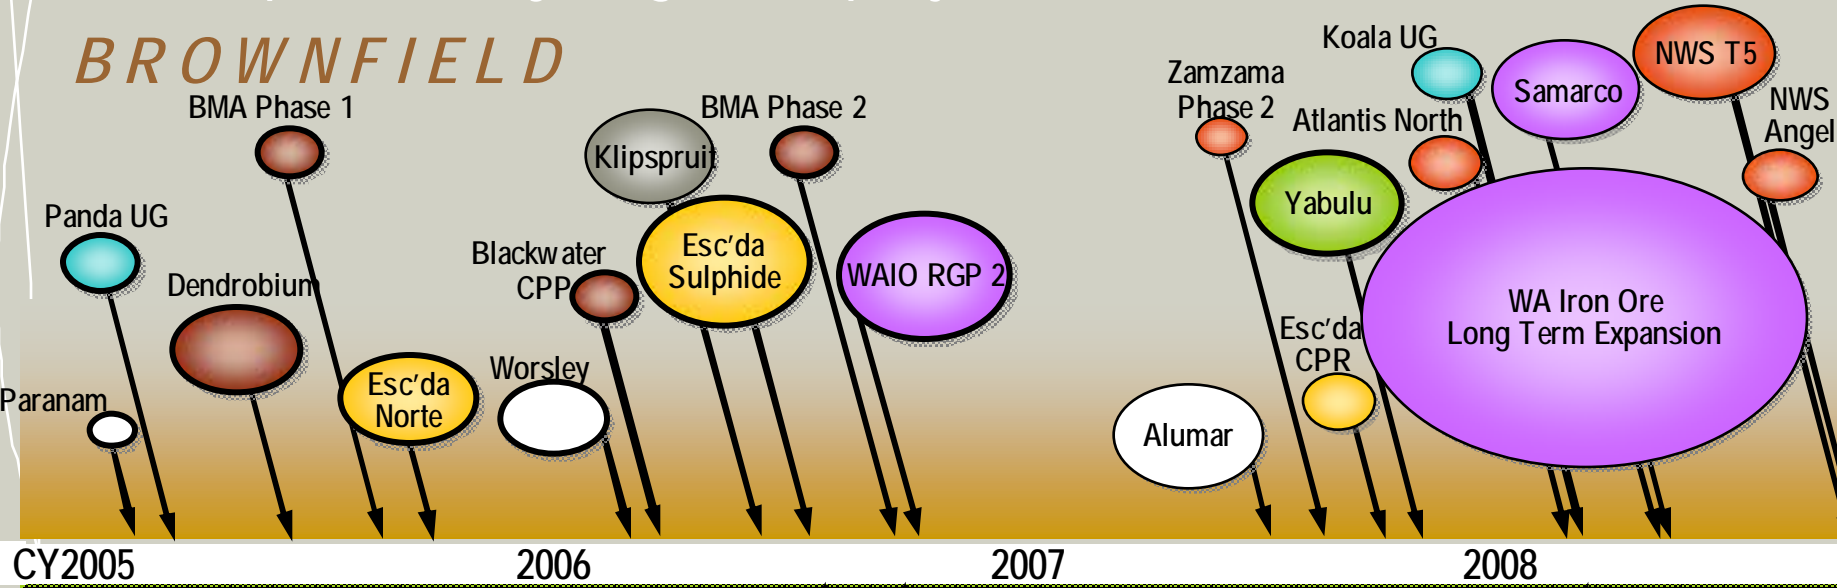 BROWNFIELD
BMA Phase 1
Panda UG
Dendrobium
Paranam
Esc'da
Norte
Klipspruit
BMA Phase 2
Blackwater
CPP
Esc'da
Sulphide
WAIO RGP 2
Worsley
Zamzama
Phase 2
Koala UG
Atlantis North
Samarco
NWS T5
NWS
Angel
Yabulu
Esc'da
CPR
WA Iron Ore
Long Term Expansion
Alumar
CY2005
2006
2007
2008